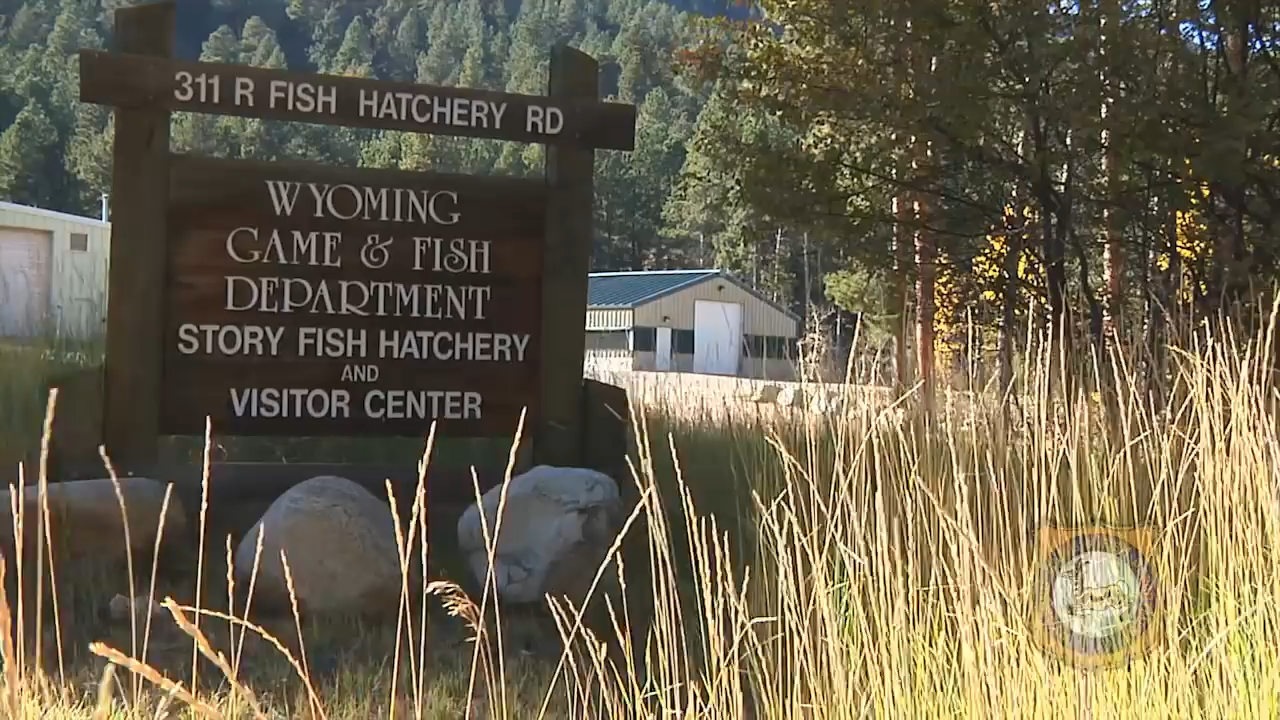 311 R FISH HATCHERY RD
WYOMING
GAME & FISH
DEPARTMENT
STORY FISH HATCHERY
AND
VISITOR CENTER